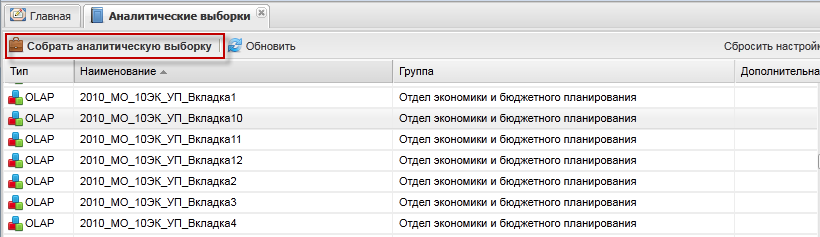 Главная Аналитические выборки
Собрать аналитическую выборку Обновить Сбросить настройк
Тип Наименование Группа Дополнительна
OLAP 2010_МО_10ЭК_УП_Вкладка1 Отдел экономики и бюджетного планирования
OLAP 2010_МО_10ЭК_УП_Вкладка10 Отдел экономики и бюджетного планирования
OLAP 2010_МО_10ЭК_УП_Вкладка11 Отдел экономики и бюджетного планирования
OLAP 2010_МО_10ЭК_УП_Вкладка12 Отдел экономики и бюджетного планирования
OLAP 2010_МО_10ЭК_УП_Вкладка2 Отдел экономики и бюджетного планирования
OLAP 2010_МО_10ЭК_УП_Вкладка3 Отдел экономики и бюджетного планирования
OLAP 2010_МО_10ЭК_УП_Вкладка4 Отдел экономики и бюджетного планирования